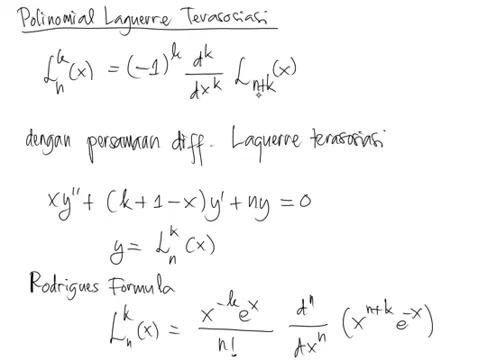 Polinomial Laguerre Terasosiasi
L_n^k(x) = (-1)^k d^k/dx^k L_{n+k}(x)
dengan persamaan diff. Laguerre terasosiasi
xy'' + (k+1-x)y' + ny = 0
y = L_n^k(x)
Rodrigues Formula
L_n^k(x) = x^{-k}e^x/n! d^n/dx^n (x^{n+k} e^{-x})